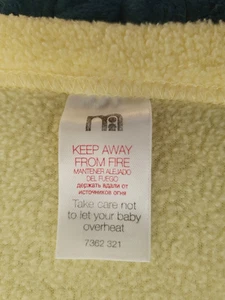 KEEP AWAY
FROM FIRE
MANTENER ALEJADO
DEL FUEGO
держать вдали от
источников огня
Take care not
to let your baby
overheat
7362 321